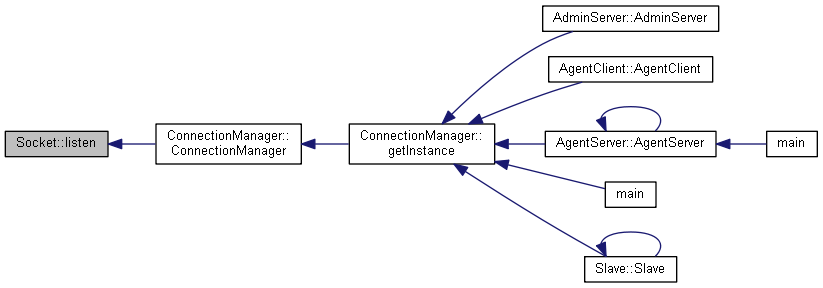 AdminServer::AdminServer
AgentClient::AgentClient
Socket::listen
ConnectionManager::
ConnectionManager
ConnectionManager::
getInstance
AgentServer::AgentServer
main
main
Slave::Slave